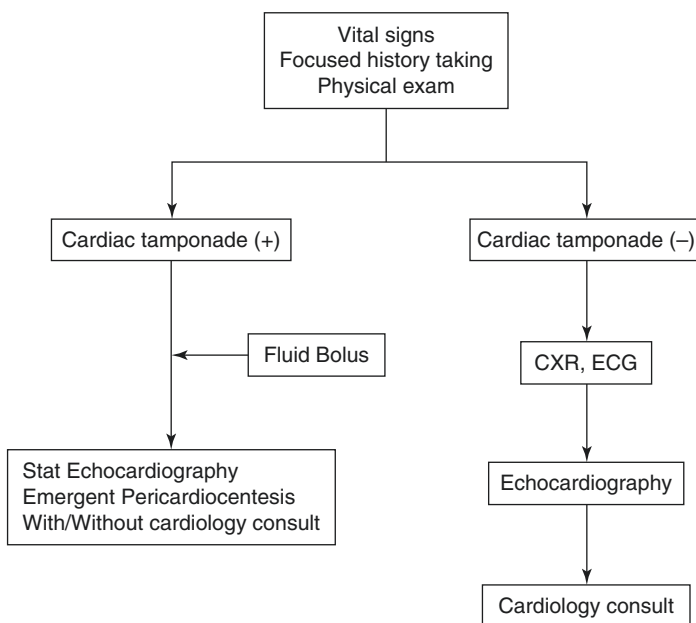 Vital signs
Focused history taking
Physical exam
Cardiac tamponade (+)
Cardiac tamponade (–)
Fluid Bolus
CXR, ECG
Stat Echocardiography
Emergent Pericardiocentesis
With/Without cardiology consult
Echocardiography
Cardiology consult